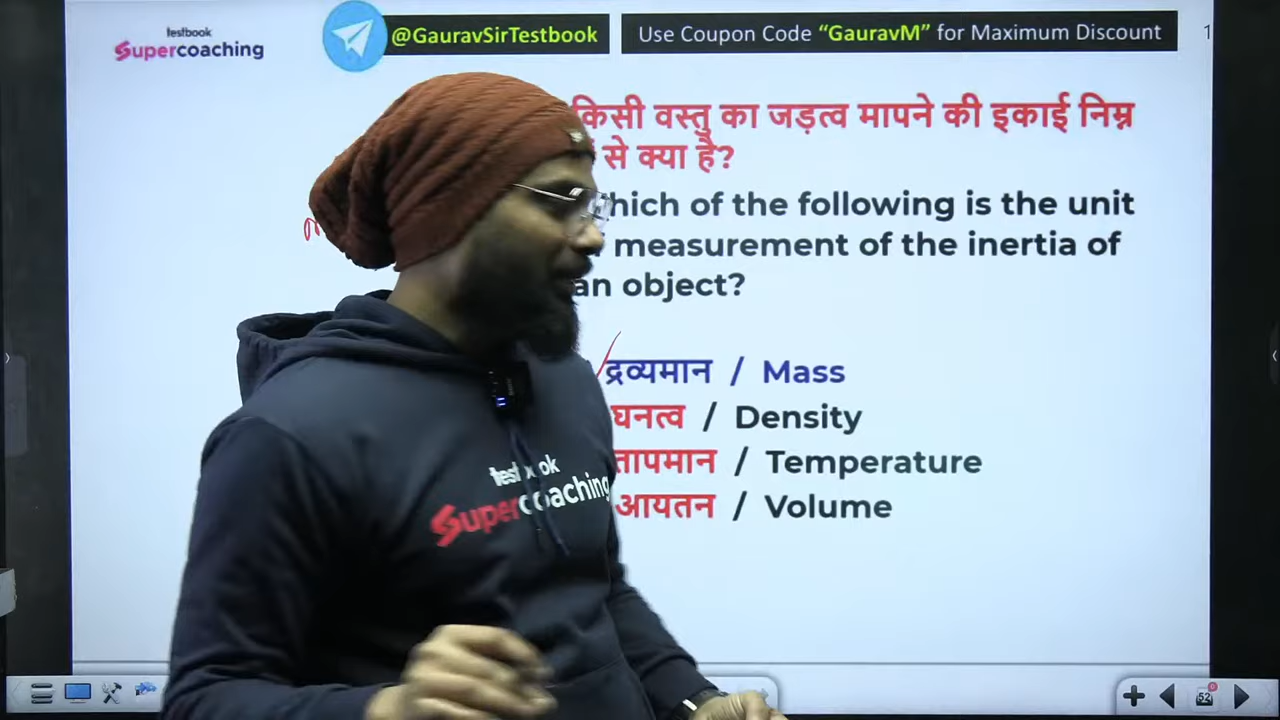 testbook
Supercoaching
@GauravSirTestbook
Use Coupon Code “GauravM” for Maximum Discount
1
किसी वस्तु का जड़त्व मापने की इकाई निम्न
से क्या है?
hich of the following is the unit
measurement of the inertia of
an object?
द्रव्यमान / Mass
घनत्व / Density
तापमान / Temperature
आयतन / Volume
testbook
Supercoaching
52